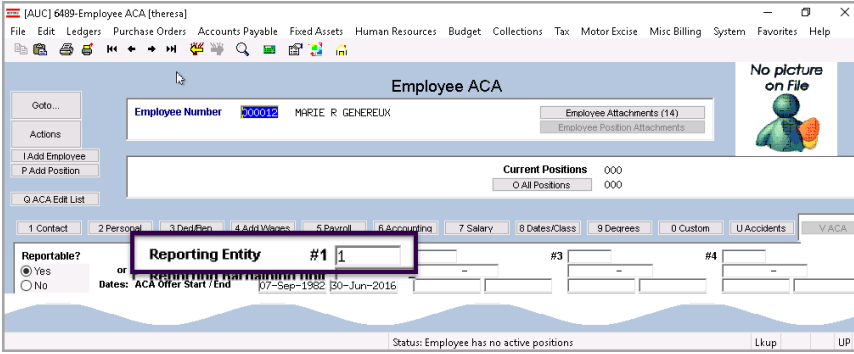 [AUC] 6489-Employee ACA [theresa]
File Edit Ledgers Purchase Orders Accounts Payable Fixed Assets Human Resources Budget Collections Tax Motor Excise Misc Billing System Favorites Help
No picture
on File
Employee ACA
Goto...
Employee Number 000012 MARIE R GENEREUX Employee Attachments (14)
Actions
Employee Position Attachments
I Add Employee
P Add Position
Current Positions 000
O All Positions 000
Q ACA Edit List
1 Contact 2 Personal 3 Ded/Ben 4 Add Wages 5 Payroll 6 Accounting 7 Salary 8 Dates/Class 9 Degrees 0 Custom U Accidents V ACA
Reportable? Reporting Entity #1 1 #3 #4
Yes or Reporting Bargaining Unit – – –
No Dates: ACA Offer Start / End 07-Sep-1982 30-Jun-2016
Status: Employee has no active positions Lkup UP